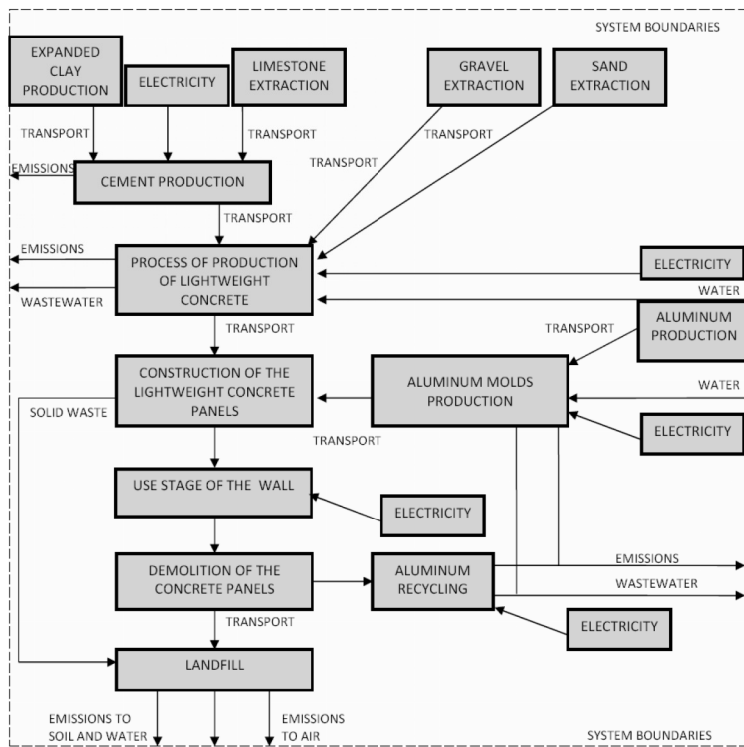 SYSTEM BOUNDARIES
EXPANDED
CLAY
PRODUCTION
ELECTRICITY
LIMESTONE
EXTRACTION
GRAVEL
EXTRACTION
SAND
EXTRACTION
TRANSPORT
TRANSPORT
TRANSPORT
TRANSPORT
EMISSIONS
CEMENT PRODUCTION
TRANSPORT
EMISSIONS
PROCESS OF PRODUCTION
OF LIGHTWEIGHT
CONCRETE
ELECTRICITY
WASTEWATER
WATER
TRANSPORT
TRANSPORT
ALUMINUM
PRODUCTION
CONSTRUCTION OF THE
LIGHTWEIGHT CONCRETE
PANELS
ALUMINUM MOLDS
PRODUCTION
WATER
SOLID WASTE
TRANSPORT
ELECTRICITY
USE STAGE OF THE WALL
ELECTRICITY
DEMOLITION OF THE
CONCRETE PANELS
ALUMINUM
RECYCLING
EMISSIONS
WASTEWATER
TRANSPORT
ELECTRICITY
LANDFILL
EMISSIONS TO
SOIL AND WATER
EMISSIONS
TO AIR
SYSTEM BOUNDARIES